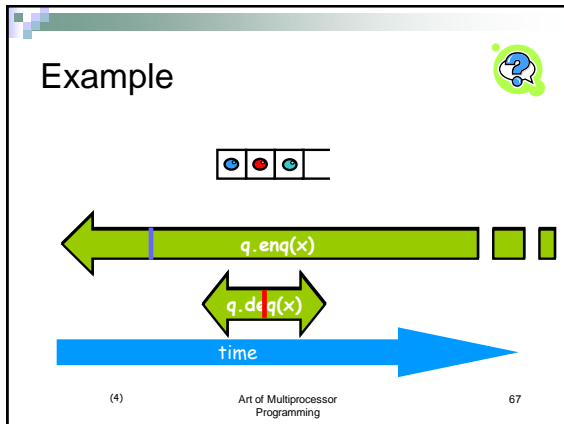 Example
q.enq(x)
q.deq(x)
time
(4)
Art of Multiprocessor
Programming
67